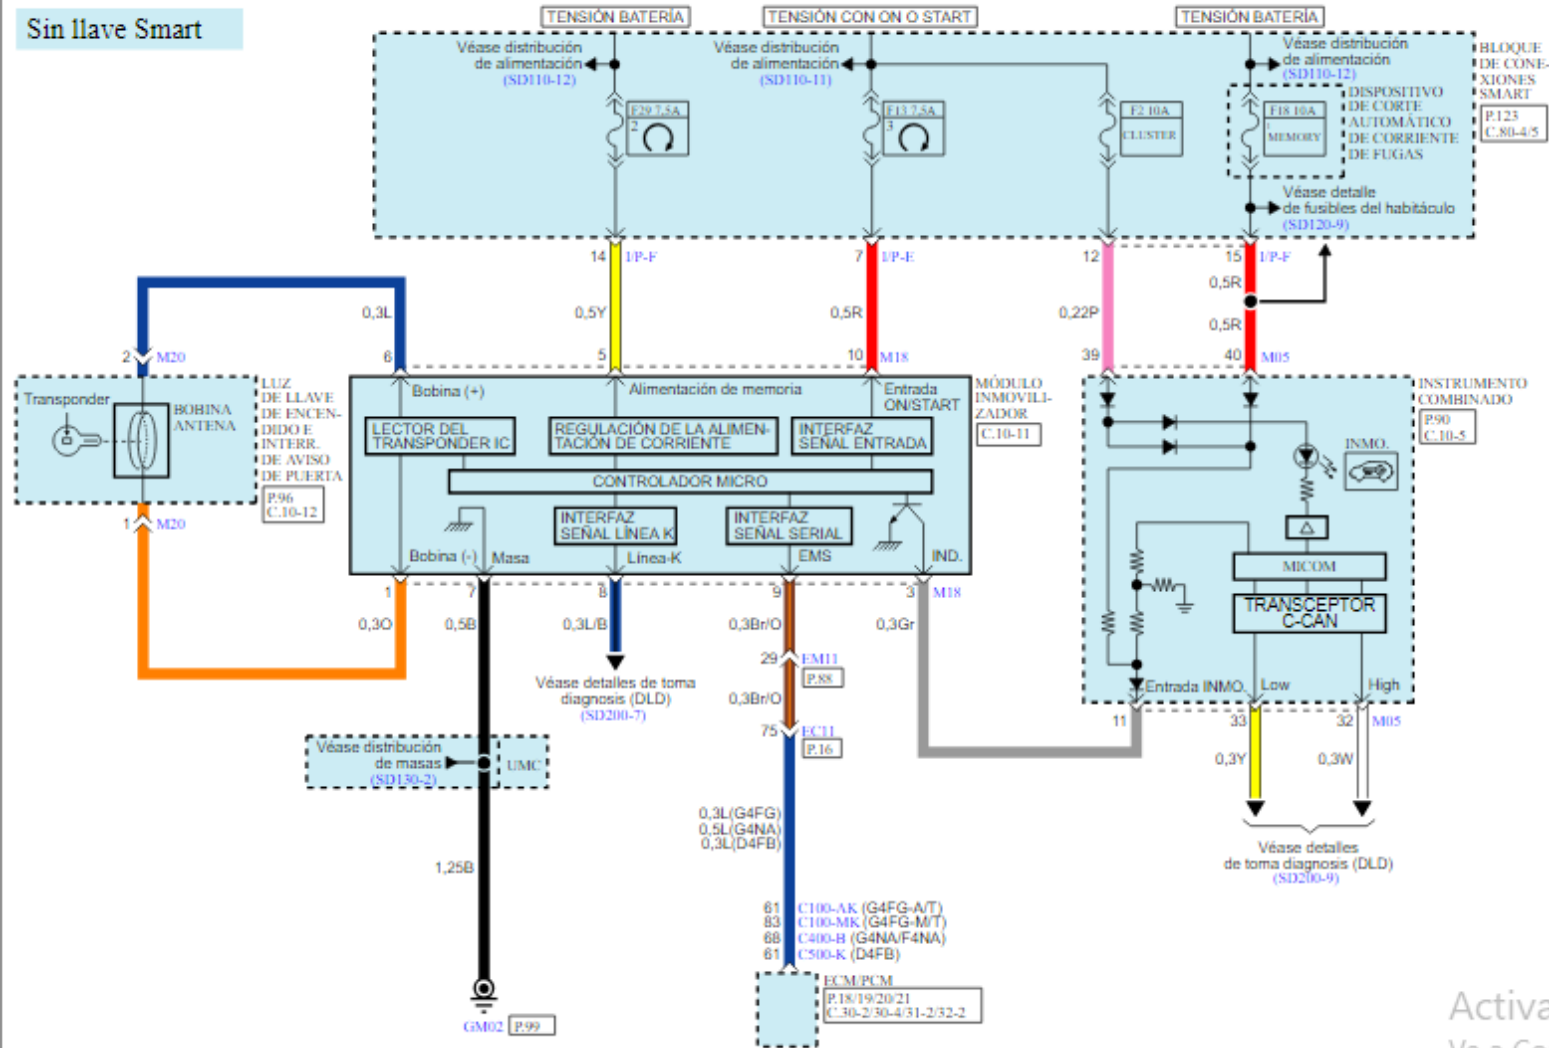 Sin llave Smart
TENSIÓN BATERÍA
TENSIÓN CON ON O START
TENSIÓN BATERÍA
Véase distribución
de alimentación
(SD110-12)
Véase distribución
de alimentación
(SD110-11)
Véase distribución
de alimentación
(SD110-12)
BLOQUE
DE CONE-
XIONES
SMART
P.123
C.80-4/5
F29 7,5A
2
F13 7,5A
3
F2 10A
CLUSTER
F18 10A
1
MEMORY
DISPOSITIVO
DE CORTE
AUTOMÁTICO
DE CORRIENTE
DE FUGAS
Véase detalle
de fusibles del habitáculo
(SD120-9)
14 I/P-F
7 I/P-E
12
15 I/P-F
0,5R
0,3L
0,5Y
0,5R
0,22P
0,5R
2 M20
6
5
10 M18
39
40 M05
Transponder
BOBINA
ANTENA
LUZ
DE LLAVE
DE ENCEN-
DIDO E
INTERR.
DE AVISO
DE PUERTA
P.96
C.10-12
1 M20
Bobina (+)
Alimentación de memoria
Entrada
ON/START
LECTOR DEL
TRANSPONDER IC
REGULACIÓN DE LA ALIMEN-
TACIÓN DE CORRIENTE
INTERFAZ
SEÑAL ENTRADA
CONTROLADOR MICRO
INTERFAZ
SEÑAL LÍNEA K
INTERFAZ
SEÑAL SERIAL
Bobina (-)
Masa
Línea-K
EMS
IND.
MÓDULO
INMOVILI-
ZADOR
C.10-11
INSTRUMENTO
COMBINADO
P.90
C.10-5
INMO.
MICOM
TRANSCEPTOR
C-CAN
Entrada INMO.
Low
High
1
7
8
9
3 M18
0,3O
0,5B
0,3L/B
0,3Br/O
0,3Gr
29 EM11
P.88
0,3Br/O
75 EC11
P.16
Véase detalles de toma
diagnosis (DLD)
(SD200-7)
11
33
32 M05
0,3Y
0,3W
Véase detalles
de toma diagnosis (DLD)
(SD200-9)
Véase distribución
de masas
(SD130-2)
UMC
0,3L(G4FG)
0,5L(G4NA)
0,3L(D4FB)
1,25B
61 C100-AK (G4FG-A/T)
83 C100-MK (G4FG-M/T)
68 C400-B (G4NA/F4NA)
61 C500-K (D4FB)
ECM/PCM
P.18/19/20/21
C.30-2/30-4/31-2/32-2
GM02 P.99
Activa